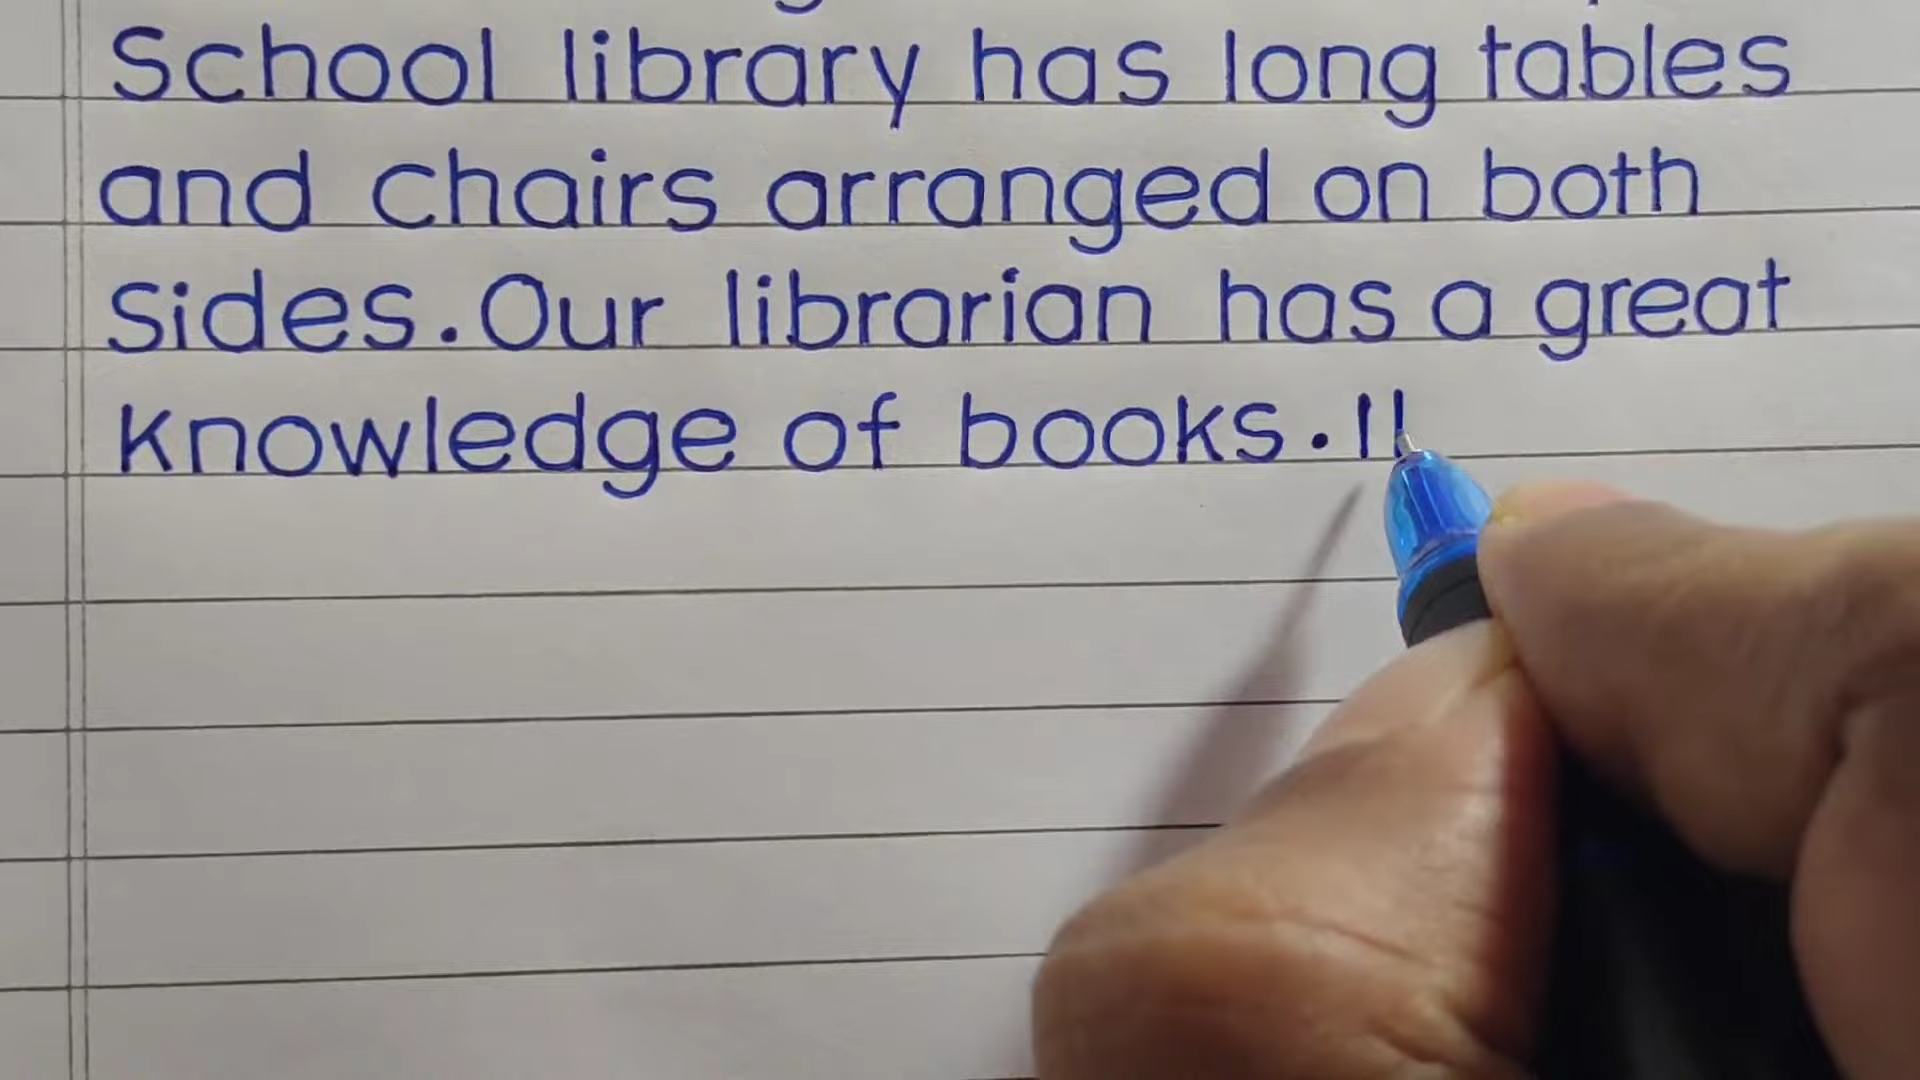 School library has long tables
and chairs arranged on both
sides. Our librarian has a great
knowledge of books.